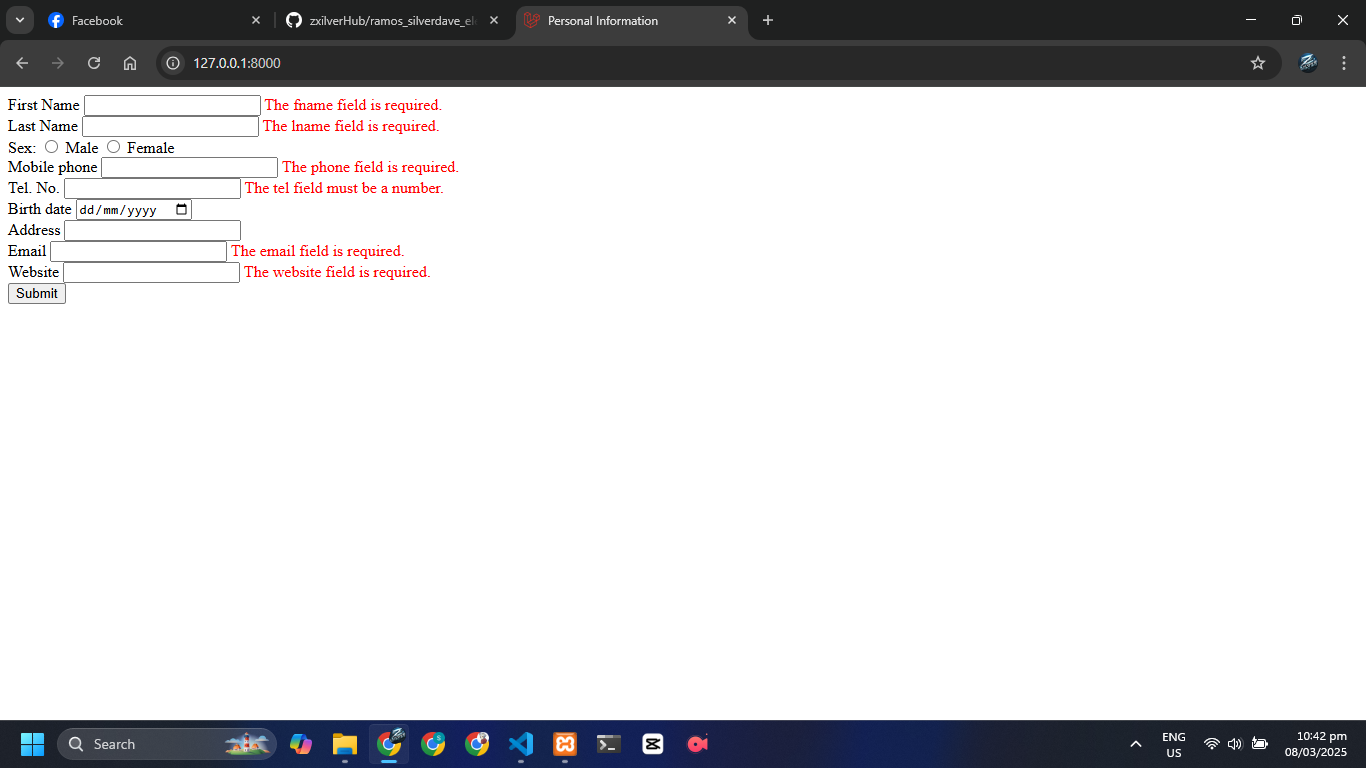 Facebook
zxilverHub/ramos_silverdave_el
Personal Information
127.0.0.1:8000
First Name The fname field is required.
Last Name The lname field is required.
Sex: Male Female
Mobile phone The phone field is required.
Tel. No. The tel field must be a number.
Birth date dd/mm/yyyy
Address
Email The email field is required.
Website The website field is required.
Submit
Search
ENG
US
10:42 pm
08/03/2025